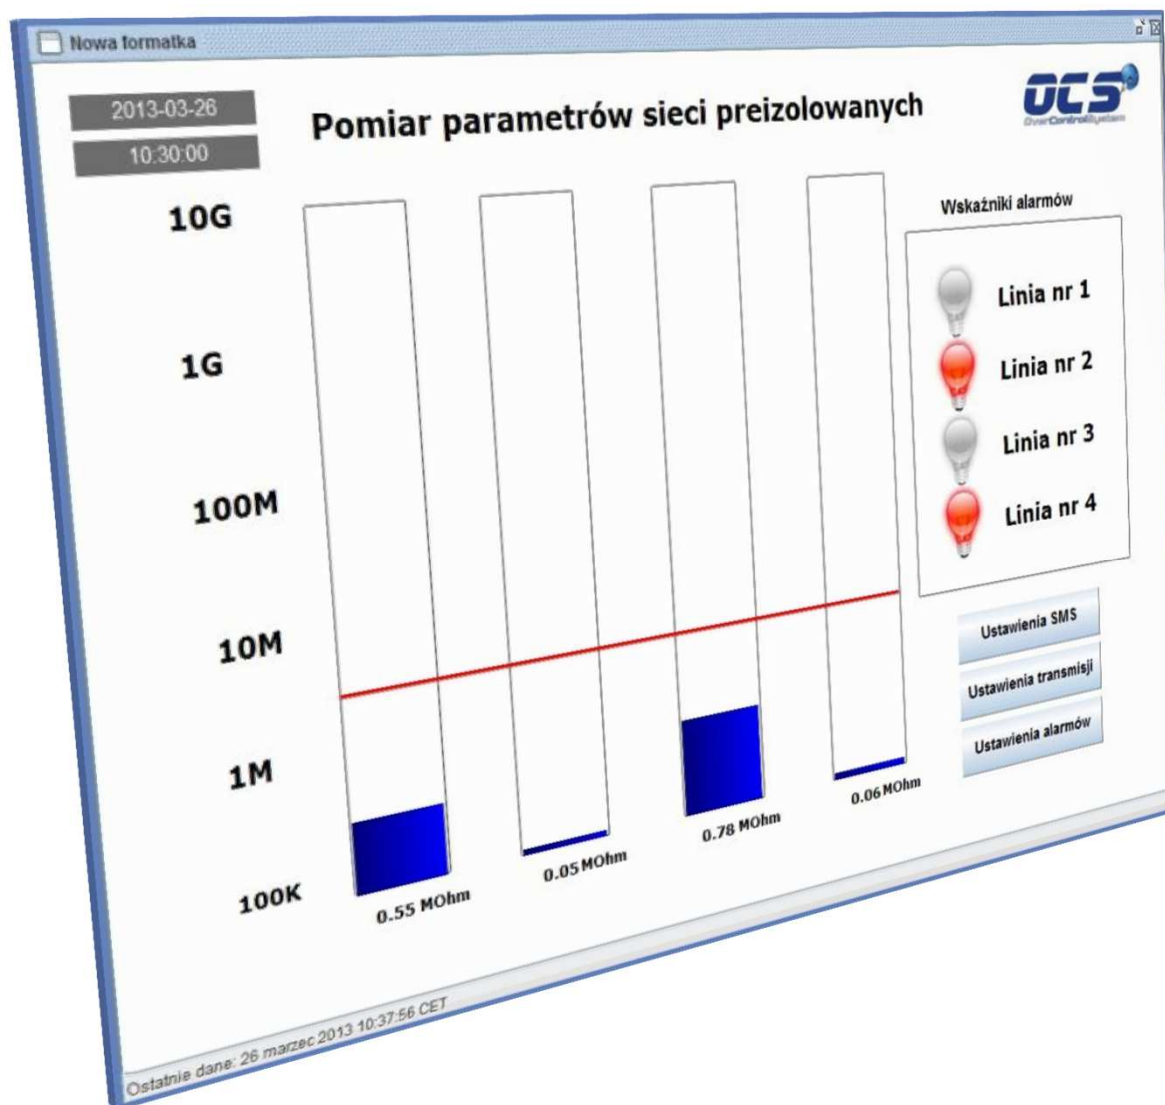 Nowa formatka
2013-03-26
10:30:00
Pomiar parametrów sieci preizolowanych
OCS
OverControlSystem
10G
1G
100M
10M
1M
100K
0.55 MOhm
0.05 MOhm
0.78 MOhm
0.06 MOhm
Wskaźniki alarmów
Linia nr 1
Linia nr 2
Linia nr 3
Linia nr 4
Ustawienia SMS
Ustawienia transmisji
Ustawienia alarmów
Ostatnie dane: 26 marzec 2013 10:37:56 CET